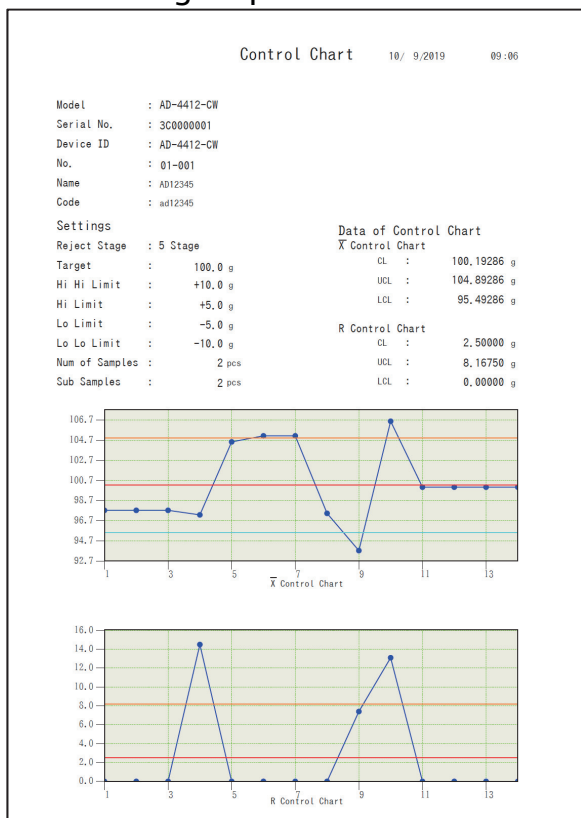 Control Chart 10/ 9/2019 09:06
Model : AD-4412-CW
Serial No. : 3C0000001
Device ID : AD-4412-CW
No. : 01-001
Name : AD12345
Code : ad12345
Settings
Reject Stage : 5 Stage
Target : 100.0 g
Hi Hi Limit : +10.0 g
Hi Limit : +5.0 g
Lo Limit : -5.0 g
Lo Lo Limit : -10.0 g
Num of Samples : 2 pcs
Sub Samples : 2 pcs
Data of Control Chart
X̅ Control Chart
CL : 100.19286 g
UCL : 104.89286 g
LCL : 95.49286 g
R Control Chart
CL : 2.50000 g
UCL : 8.16750 g
LCL : 0.00000 g
106.7
104.7
102.7
100.7
98.7
96.7
94.7
92.7
1 3 5 7 9 11 13
X̅ Control Chart
16.0
14.0
12.0
10.0
8.0
6.0
4.0
2.0
0.0
1 3 5 7 9 11 13
R Control Chart